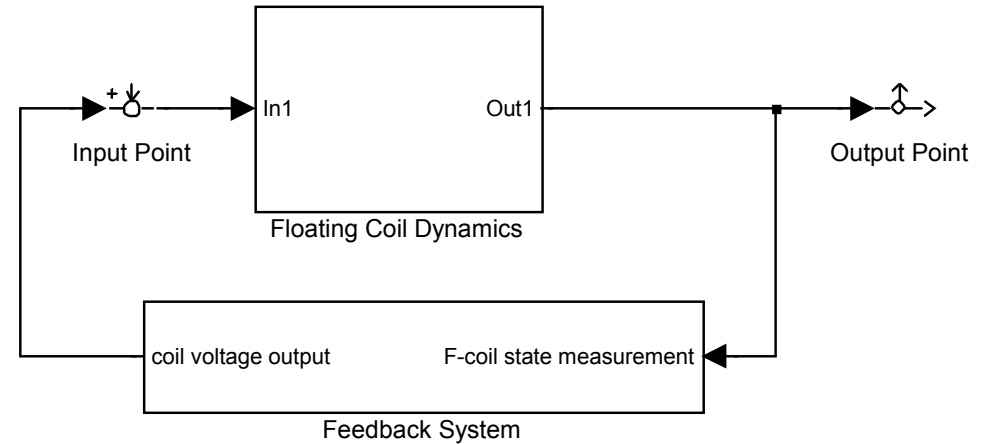 +
In1
Out1
Input Point
Output Point
Floating Coil Dynamics
coil voltage output
F-coil state measurement
Feedback System